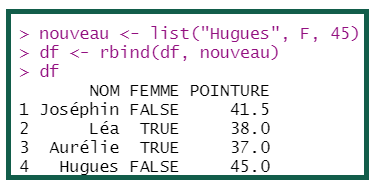 > nouveau <- list("Hugues", F, 45)
> df <- rbind(df, nouveau)
> df
NOM FEMME POINTURE
1 Joséphin FALSE 41.5
2 Léa TRUE 38.0
3 Aurélie TRUE 37.0
4 Hugues FALSE 45.0